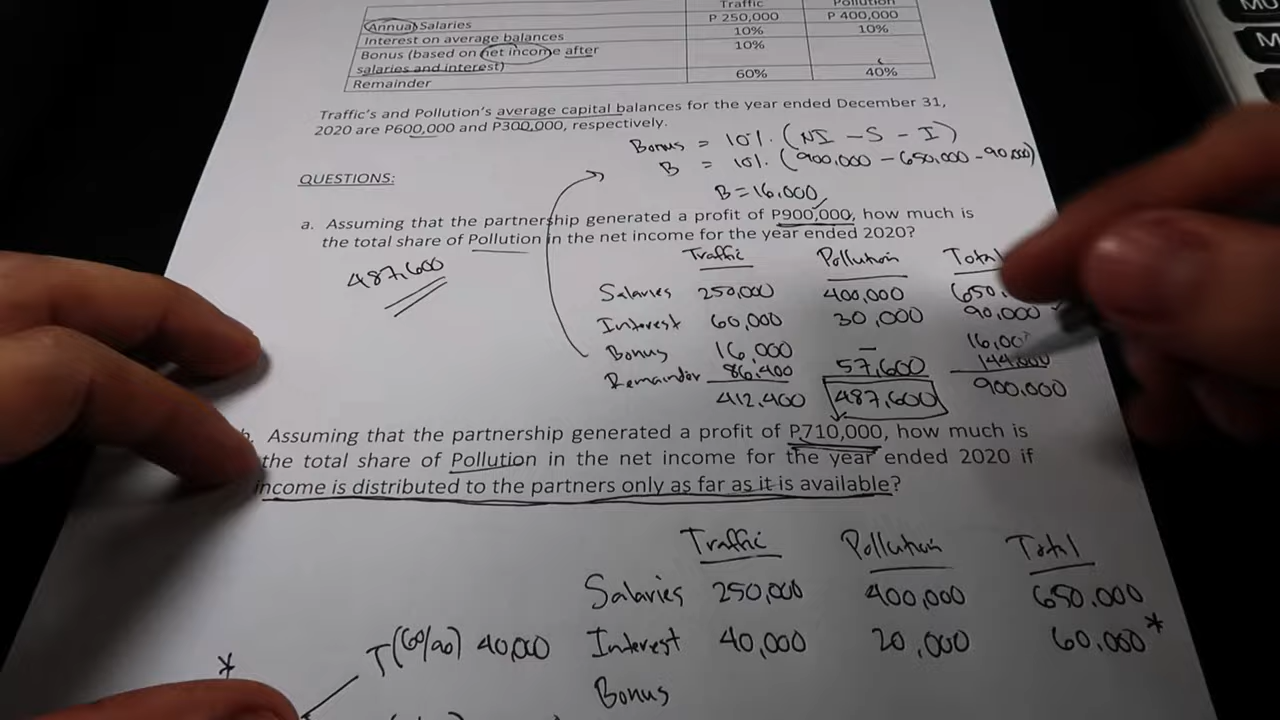 Traffic Pollution
P 250,000 P 400,000
Annual Salaries
Interest on average balances 10% 10%
Bonus (based on net income after 10%
salaries and interest)
Remainder 60% 40%
Traffic's and Pollution's average capital balances for the year ended December 31,
2020 are P600,000 and P300,000, respectively.
Bonus = 10% (NI - S - I)
B = 10% (900,000 - 650,000 - 90,000)
B = 16,000
QUESTIONS:
a. Assuming that the partnership generated a profit of P900,000, how much is
the total share of Pollution in the net income for the year ended 2020?
487,600
Traffic Pollution Total
Salaries 250,000 400,000 650,
Interest 60,000 30,000 90,000
Bonus 16,000 - 16,00
Remainder 86,400 57,600 144,000
412,400 487,600 900,000
b. Assuming that the partnership generated a profit of P710,000, how much is
the total share of Pollution in the net income for the year ended 2020 if
income is distributed to the partners only as far as it is available?
Traffic Pollution Total
Salaries 250,000 400,000 650.000
T (60/90) 40,000 Interest 40,000 20,000 60,000*
*
Bonus